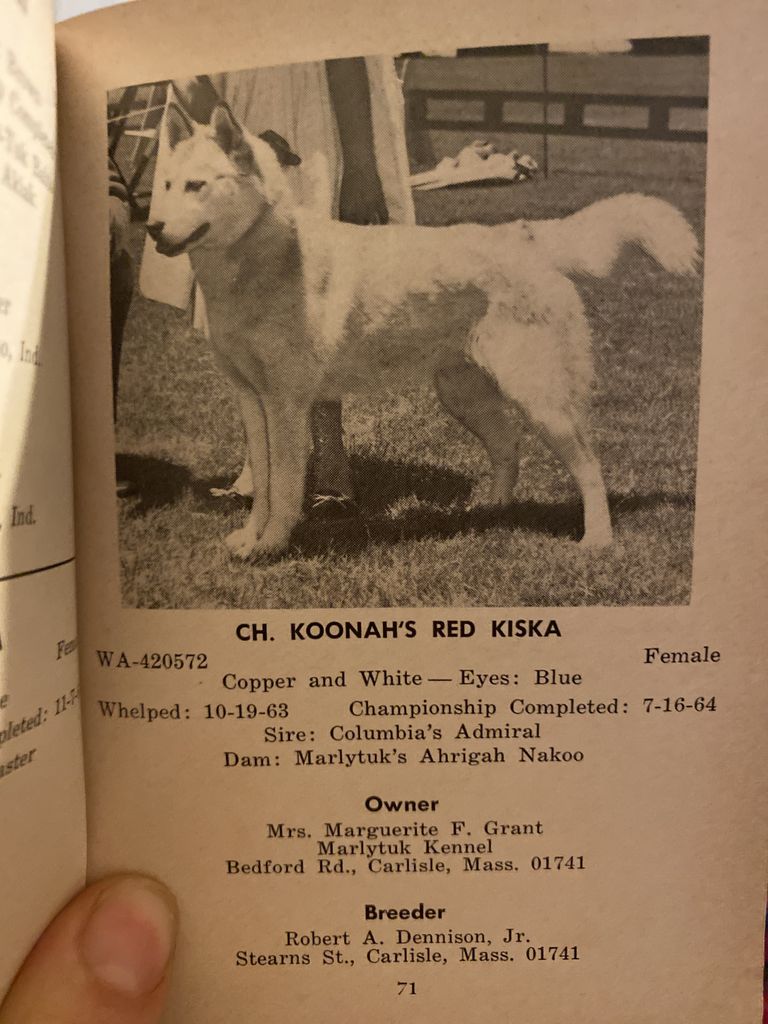 o, Ind.
, Ind.
CH. KOONAH'S RED KISKA
WA-420572 Female
Copper and White — Eyes: Blue
Whelped: 10-19-63 Championship Completed: 7-16-64
Sire: Columbia's Admiral
Dam: Marlytuk's Ahrigah Nakoo
Owner
Mrs. Marguerite F. Grant
Marlytuk Kennel
Bedford Rd., Carlisle, Mass. 01741
Breeder
Robert A. Dennison, Jr.
Stearns St., Carlisle, Mass. 01741
71